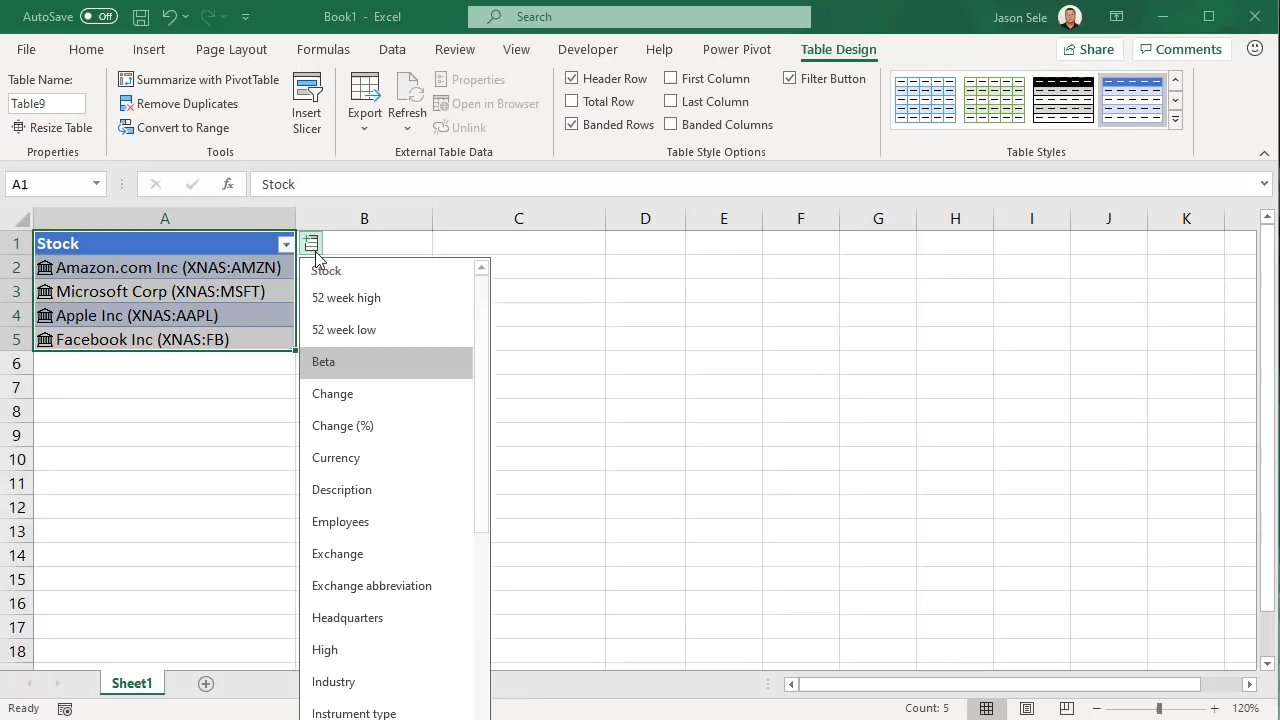 AutoSave Off Book1 - Excel Search Jason Sele
File Home Insert Page Layout Formulas Data Review View Developer Help Power Pivot Table Design Share Comments
Table Name:
Table9
Resize Table
Properties
Summarize with PivotTable
Remove Duplicates
Convert to Range
Tools
Insert
Slicer
Export
Refresh
Properties
Open in Browser
Unlink
External Table Data
Header Row First Column Filter Button
Total Row Last Column
Banded Rows Banded Columns
Table Style Options
Table Styles
A1 fx Stock
A B C D E F G H I J K
1 Stock
2 Amazon.com Inc (XNAS:AMZN)
3 Microsoft Corp (XNAS:MSFT)
4 Apple Inc (XNAS:AAPL)
5 Facebook Inc (XNAS:FB)
6
7
8
9
10
11
12
13
14
15
16
17
18
Stock
52 week high
52 week low
Beta
Change
Change (%)
Currency
Description
Employees
Exchange
Exchange abbreviation
Headquarters
High
Industry
Instrument type
Sheet1
Ready Count: 5 120%